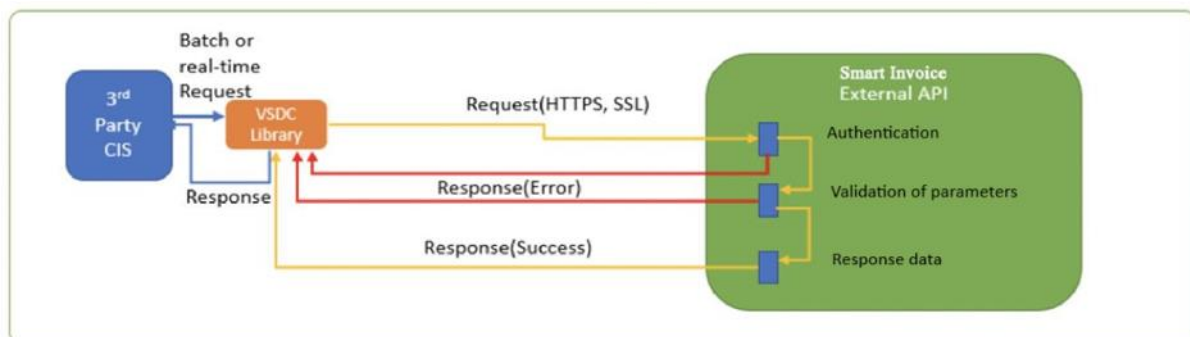 Batch or
real-time
Request
3rd
Party
CIS
VSDC
Library
Response
Request(HTTPS, SSL)
Response(Error)
Response(Success)
Smart Invoice
External API
Authentication
Validation of parameters
Response data